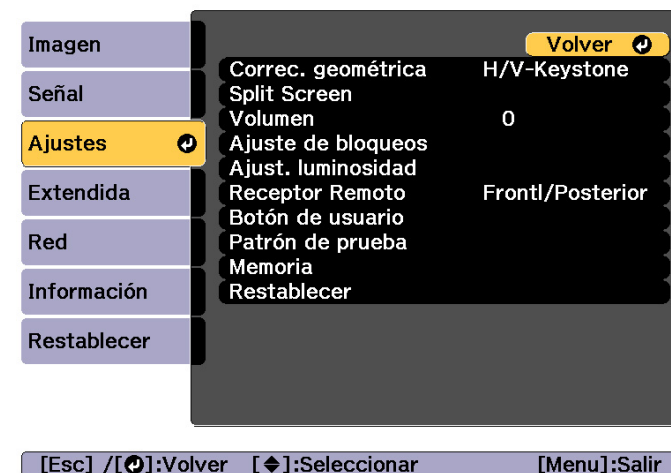 Imagen
Señal
Ajustes
Extendida
Red
Información
Restablecer
Volver
Correc. geométrica H/V-Keystone
Split Screen
Volumen 0
Ajuste de bloqueos
Ajust. luminosidad
Receptor Remoto Frontl/Posterior
Botón de usuario
Patrón de prueba
Memoria
Restablecer
[Esc] /[⏎]:Volver [◆]:Seleccionar [Menu]:Salir